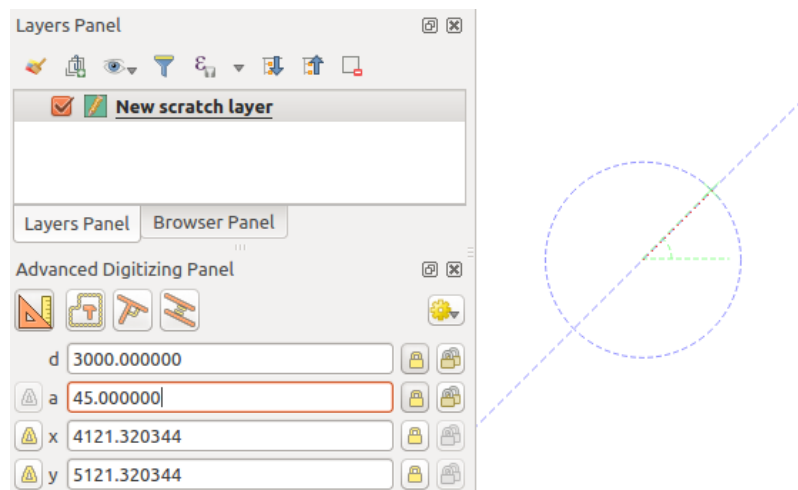 Layers Panel
New scratch layer
Layers Panel Browser Panel
Advanced Digitizing Panel
d 3000.000000
a 45.000000
x 4121.320344
y 5121.320344